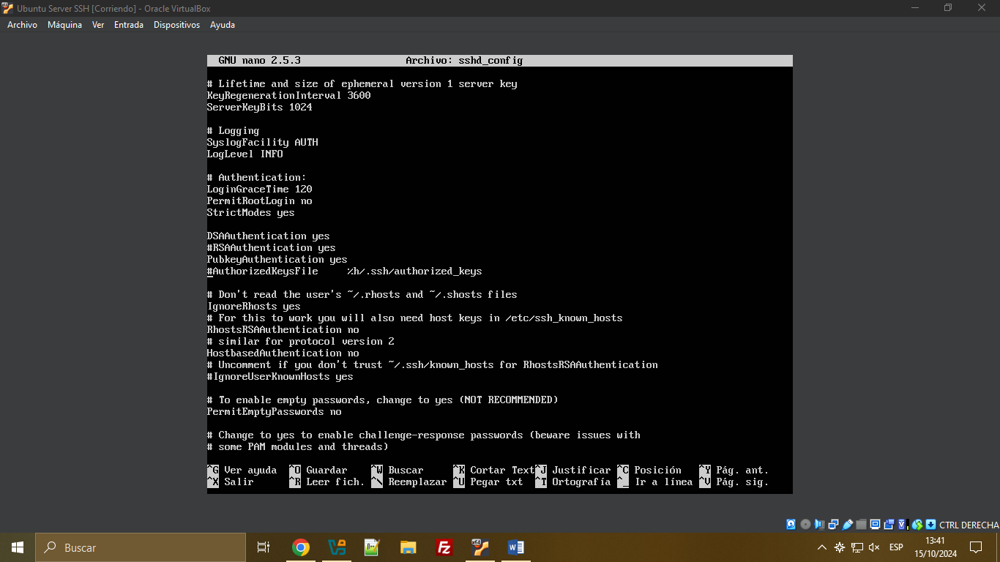 Ubuntu Server SSH [Corriendo] - Oracle VirtualBox
Archivo Máquina Ver Entrada Dispositivos Ayuda
GNU nano 2.5.3 Archivo: sshd_config
# Lifetime and size of ephemeral version 1 server key
KeyRegenerationInterval 3600
ServerKeyBits 1024
# Logging
SyslogFacility AUTH
LogLevel INFO
# Authentication:
LoginGraceTime 120
PermitRootLogin no
StrictModes yes
DSAAuthentication yes
#RSAAuthentication yes
PubkeyAuthentication yes
#AuthorizedKeysFile %h/.ssh/authorized_keys
# Don't read the user's ~/.rhosts and ~/.shosts files
IgnoreRhosts yes
# For this to work you will also need host keys in /etc/ssh_known_hosts
RhostsRSAAuthentication no
# similar for protocol version 2
HostbasedAuthentication no
# Uncomment if you don't trust ~/.ssh/known_hosts for RhostsRSAAuthentication
#IgnoreUserKnownHosts yes
# To enable empty passwords, change to yes (NOT RECOMMENDED)
PermitEmptyPasswords no
# Change to yes to enable challenge-response passwords (beware issues with
# some PAM modules and threads)
^G Ver ayuda ^O Guardar ^W Buscar ^K Cortar Text ^J Justificar ^C Posición ^Y Pág. ant.
^X Salir ^R Leer fich. ^\ Reemplazar ^U Pegar txt ^T Ortografía ^_ Ir a línea ^V Pág. sig.
CTRL DERECHA
Buscar
ESP
13:41
15/10/2024